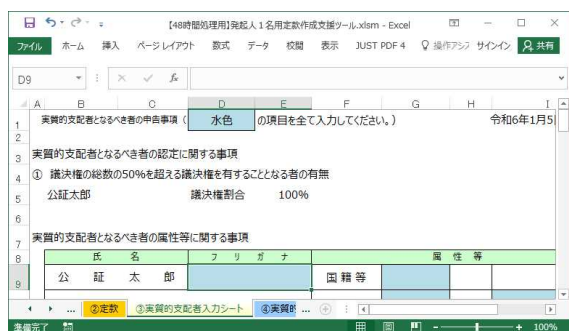 【48時間処理用】発起人１名用定款作成支援ツール.xlsm - Excel
ファイル ホーム 挿入 ページレイアウト 数式 データ 校閲 表示 JUST PDF 4 操作アシス サインイン 共有
D9 fx
A B C D E F G H I
1 実質的支配者となるべき者の申告事項（ 水色 の項目を全て入力してください。） 令和6年1月5
2
3 実質的支配者となるべき者の認定に関する事項
4 ① 議決権の総数の50%を超える議決権を有することとなる者の有無
5 公証太郎 議決権割合 100%
6
7 実質的支配者となるべき者の属性等に関する事項
8 氏 名 フリガナ 属性等
9 公証太郎 国籍等
... ②定款 ③実質的支配者入力シート ④実質的 ...
準備完了 100%